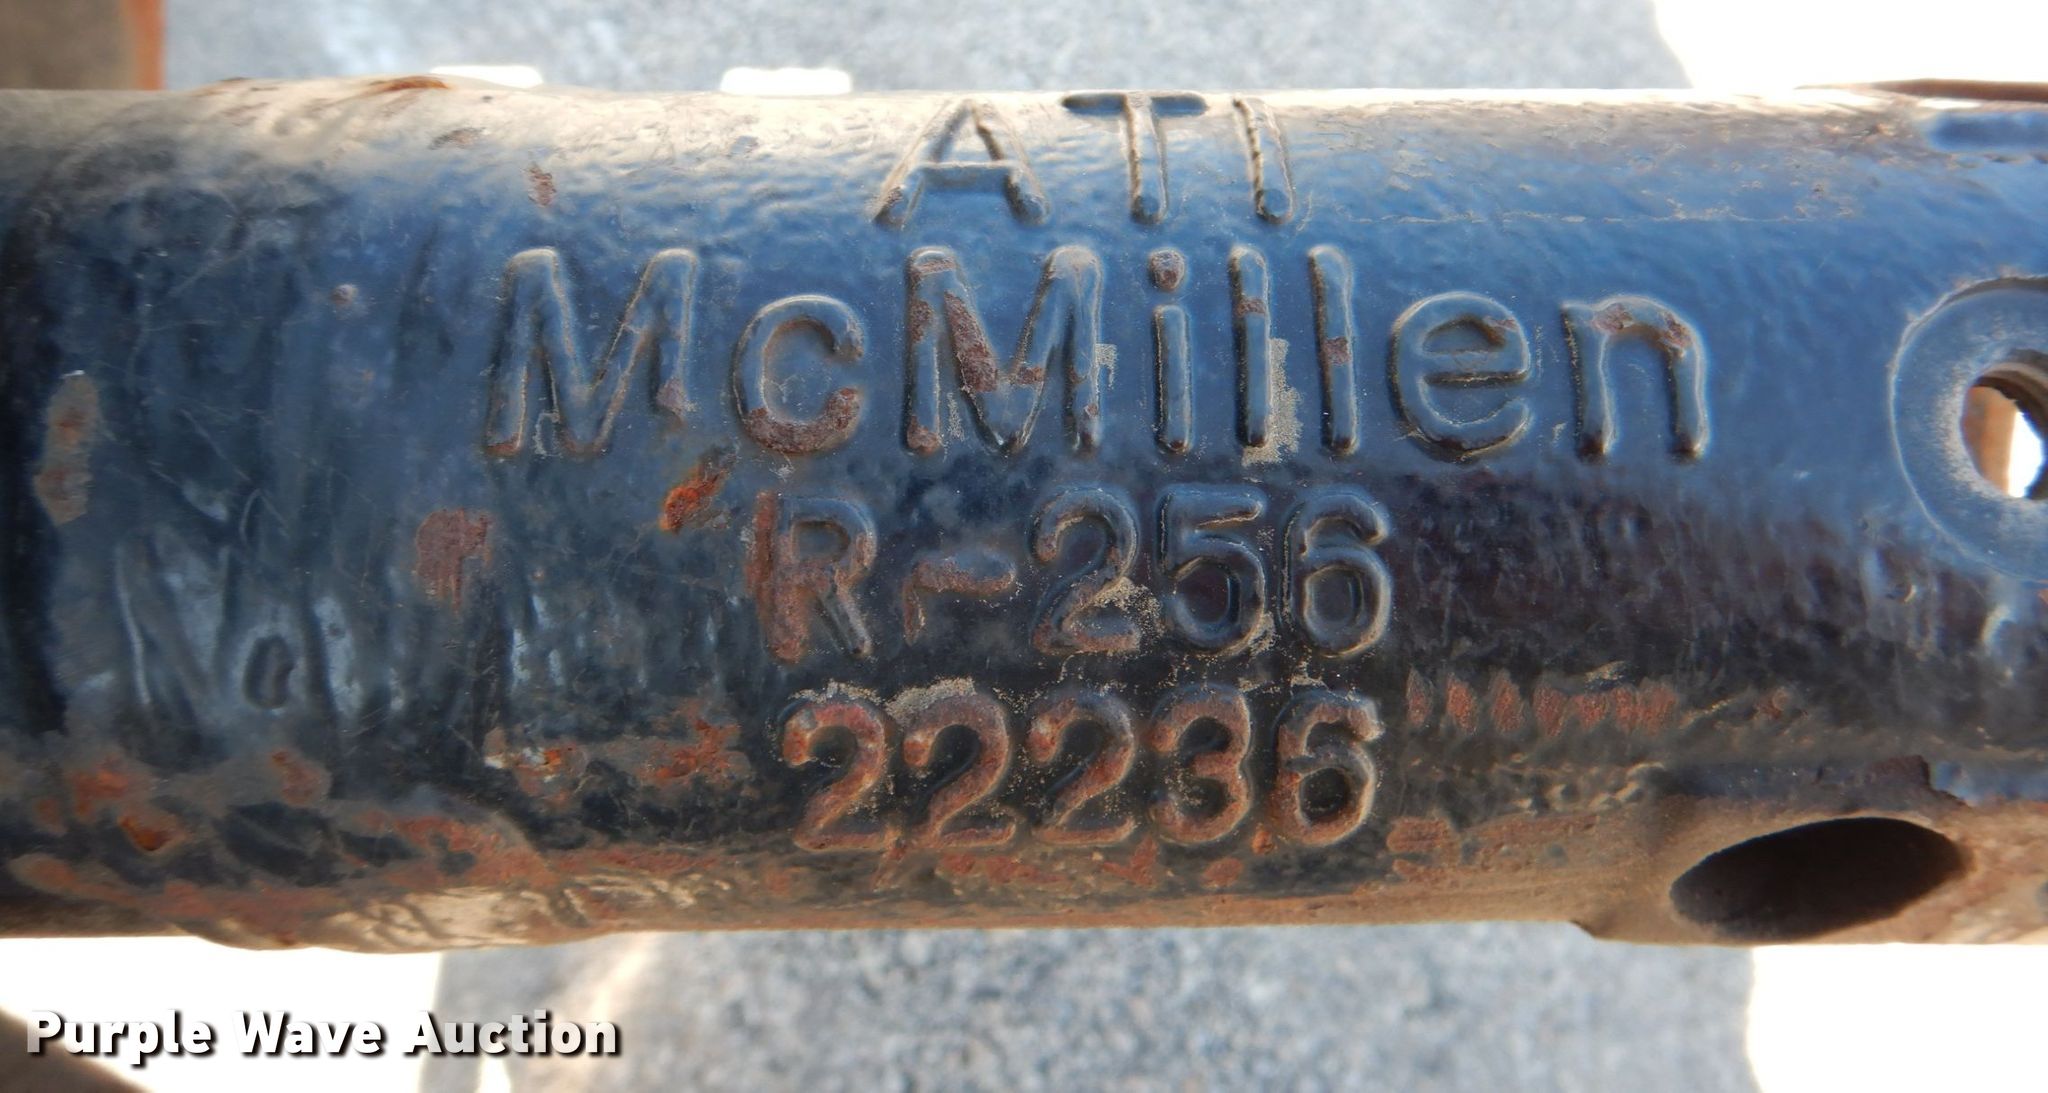 ATI
McMillen
R-256
22236
Purple Wave Auction